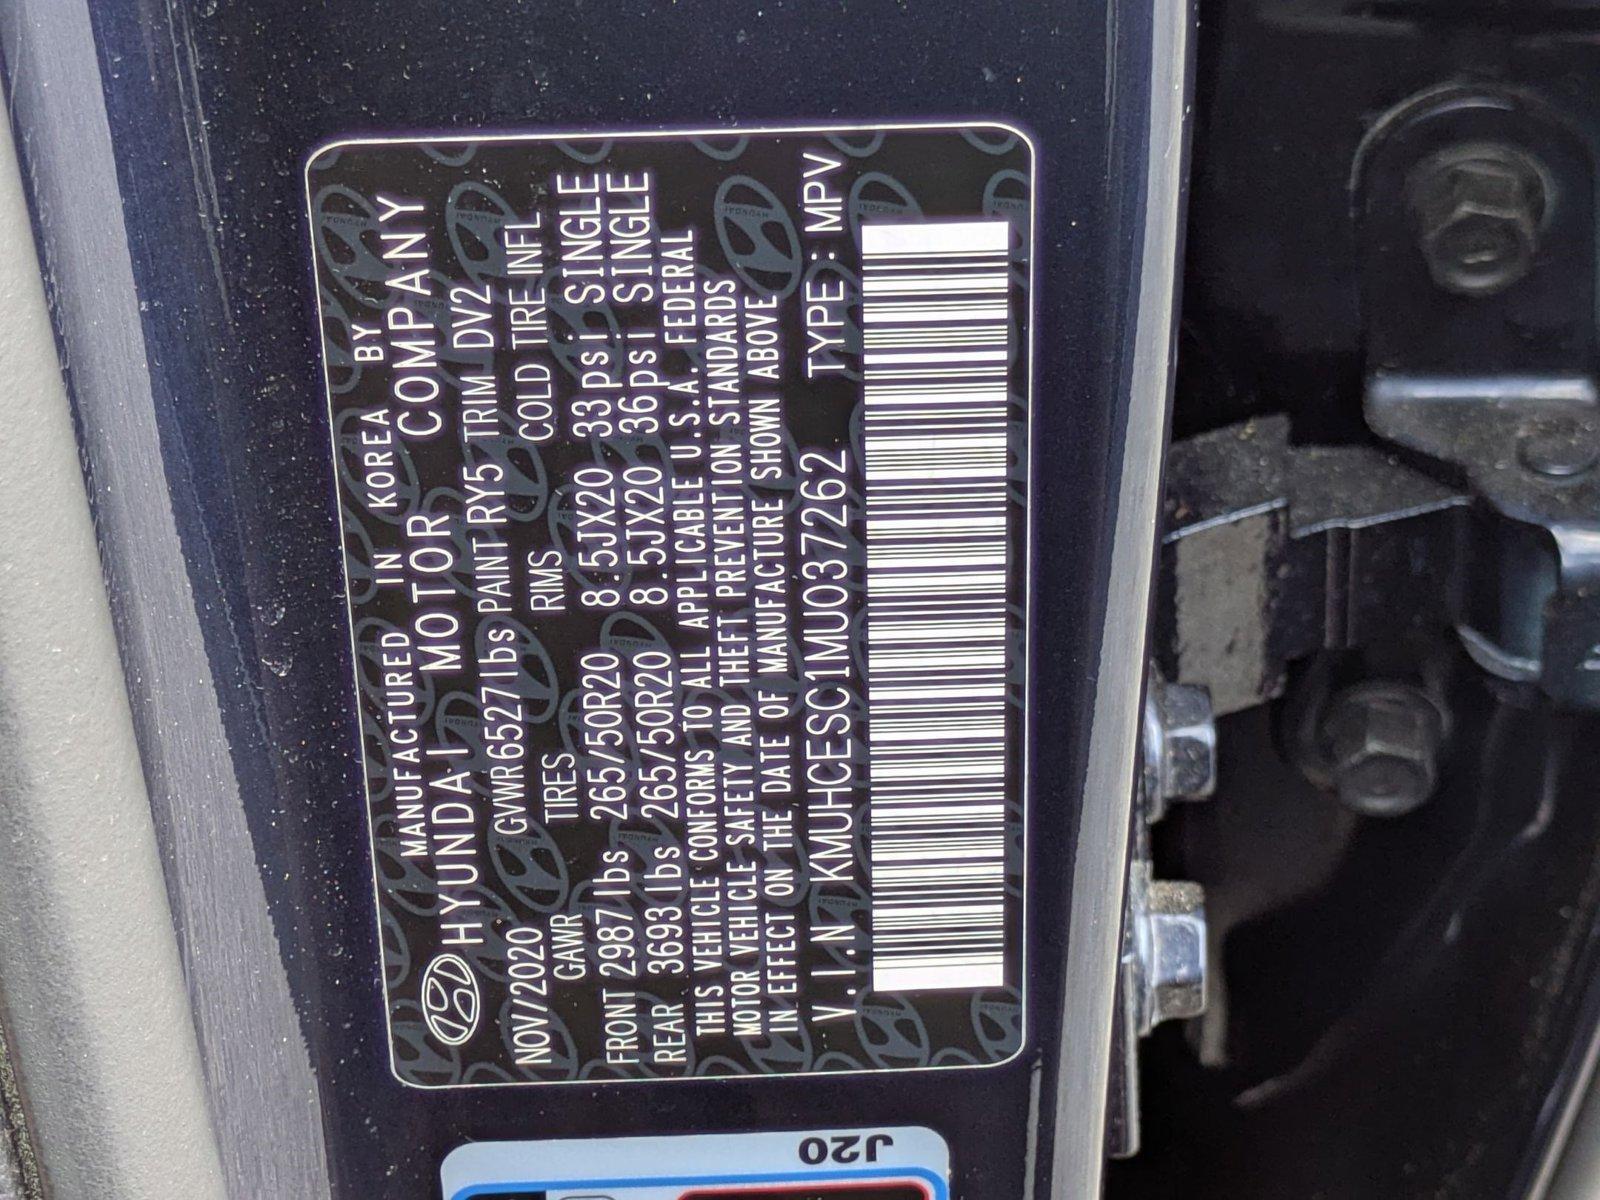 MANUFACTURED IN KOREA BY
HYUNDAI MOTOR COMPANY
NOV/2020 GVWR 6527lbs PAINT RY5 TRIM DV2
GAWR TIRES RIMS COLD TIRE INFL
FRONT 2987lbs 265/50R20 8.5JX20 33psi SINGLE
REAR 3693lbs 265/50R20 8.5JX20 36psi SINGLE
THIS VEHICLE CONFORMS TO ALL APPLICABLE U.S.A. FEDERAL
MOTOR VEHICLE SAFETY AND THEFT PREVENTION STANDARDS
IN EFFECT ON THE DATE OF MANUFACTURE SHOWN ABOVE
V.I.N KMUHCESC1MU037262 TYPE:MPV
J20